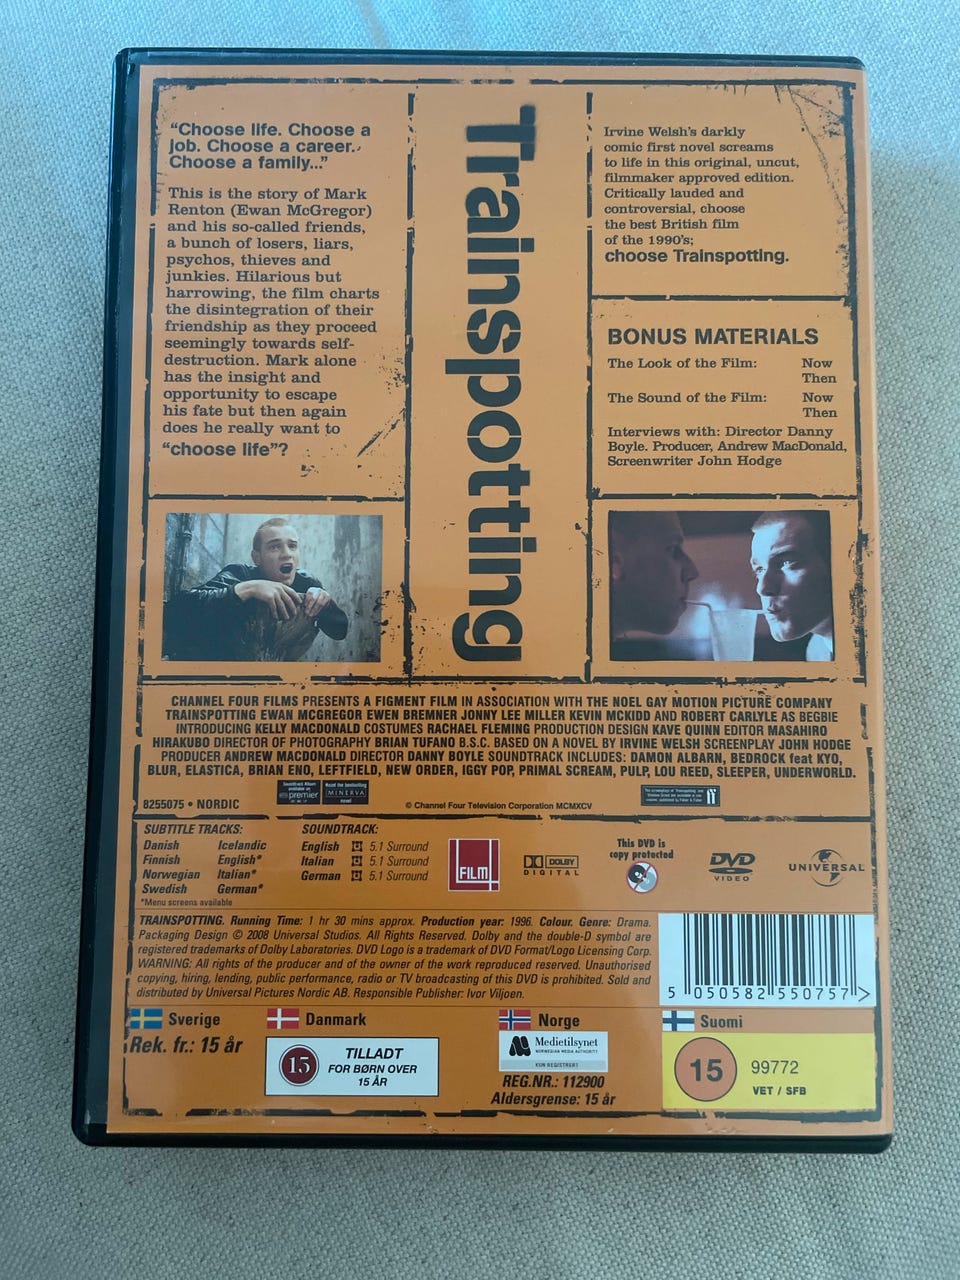 “Choose life. Choose a
job. Choose a career.
Choose a family...”
This is the story of Mark
Renton (Ewan McGregor)
and his so-called friends,
a bunch of losers, liars,
psychos, thieves and
junkies. Hilarious but
harrowing, the film charts
the disintegration of their
friendship as they proceed
seemingly towards self-
destruction. Mark alone
has the insight and
opportunity to escape
his fate but then again
does he really want to
“choose life”?
Trainspotting
Irvine Welsh’s darkly
comic first novel screams
to life in this original, uncut,
filmmaker approved edition.
Critically lauded and
controversial, choose
the best British film
of the 1990’s;
choose Trainspotting.
BONUS MATERIALS
The Look of the Film: Now
Then
The Sound of the Film: Now
Then
Interviews with: Director Danny
Boyle. Producer, Andrew MacDonald,
Screenwriter John Hodge
CHANNEL FOUR FILMS PRESENTS A FIGMENT FILM IN ASSOCIATION WITH THE NOEL GAY MOTION PICTURE COMPANY
TRAINSPOTTING EWAN MCGREGOR EWEN BREMNER JONNY LEE MILLER KEVIN MCKIDD AND ROBERT CARLYLE AS BEGBIE
INTRODUCING KELLY MACDONALD COSTUMES RACHAEL FLEMING PRODUCTION DESIGN KAVE QUINN EDITOR MASAHIRO
HIRAKUBO DIRECTOR OF PHOTOGRAPHY BRIAN TUFANO B.S.C. BASED ON A NOVEL BY IRVINE WELSH SCREENPLAY JOHN HODGE
PRODUCER ANDREW MACDONALD DIRECTOR DANNY BOYLE SOUNDTRACK INCLUDES: DAMON ALBARN, BEDROCK feat KYO,
BLUR, ELASTICA, BRIAN ENO, LEFTFIELD, NEW ORDER, IGGY POP, PRIMAL SCREAM, PULP, LOU REED, SLEEPER, UNDERWORLD.
8255075 • NORDIC
Soundtrack Album
available on
premier
Read the bestselling
MINERVA
novel
© Channel Four Television Corporation MCMXCV
ff
SUBTITLE TRACKS:
Danish Icelandic
Finnish English*
Norwegian Italian*
Swedish German*
*Menu screens available
SOUNDTRACK:
English 5.1 Surround
Italian 5.1 Surround
German 5.1 Surround
FILM4
DOLBY
DIGITAL
This DVD is
copy protected
DVD
VIDEO
UNIVERSAL
TRAINSPOTTING. Running Time: 1 hr 30 mins approx. Production year: 1996. Colour. Genre: Drama.
Packaging Design © 2008 Universal Studios. All Rights Reserved. Dolby and the double-D symbol are
registered trademarks of Dolby Laboratories. DVD Logo is a trademark of DVD Format/Logo Licensing Corp.
WARNING: All rights of the producer and of the owner of the work reproduced reserved. Unauthorised
copying, hiring, lending, public performance, radio or TV broadcasting of this DVD is prohibited. Sold and
distributed by Universal Pictures Nordic AB. Responsible Publisher: Ivor Viljoen.
5 050582 550757 >
Sverige
Rek. fr.: 15 år
Danmark
15
TILLADT
FOR BØRN OVER
15 ÅR
Norge
Medietilsynet
NORWEGIAN MEDIA AUTHORITY
KUN REGISTRERT
REG.NR.: 112900
Aldersgrense: 15 år
Suomi
15
99772
VET / SFB